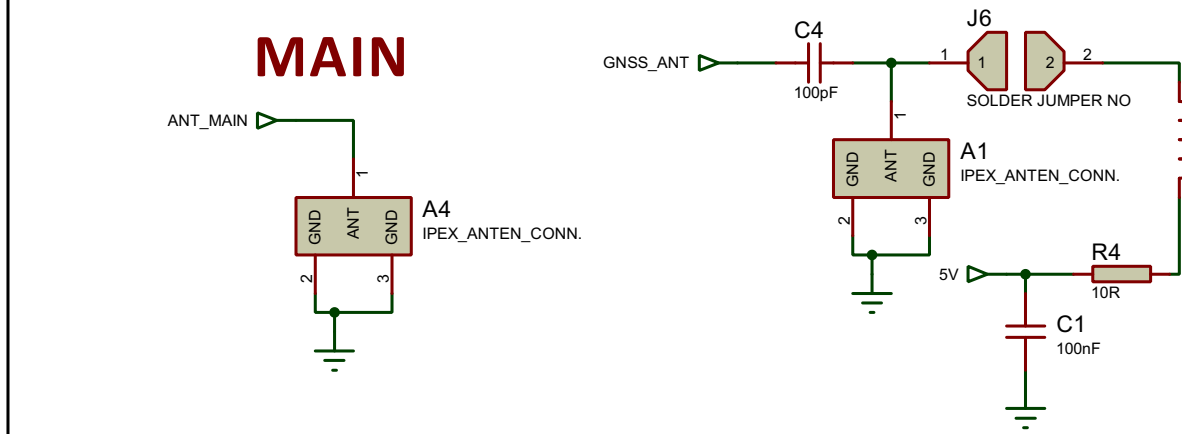 MAIN
ANT_MAIN
1
GND
ANT
GND
A4
IPEX_ANTEN_CONN.
2
3
GNSS_ANT
C4
100pF
J6
1
1
2
2
SOLDER JUMPER NO
1
GND
ANT
GND
A1
IPEX_ANTEN_CONN.
2
3
5V
R4
10R
C1
100nF